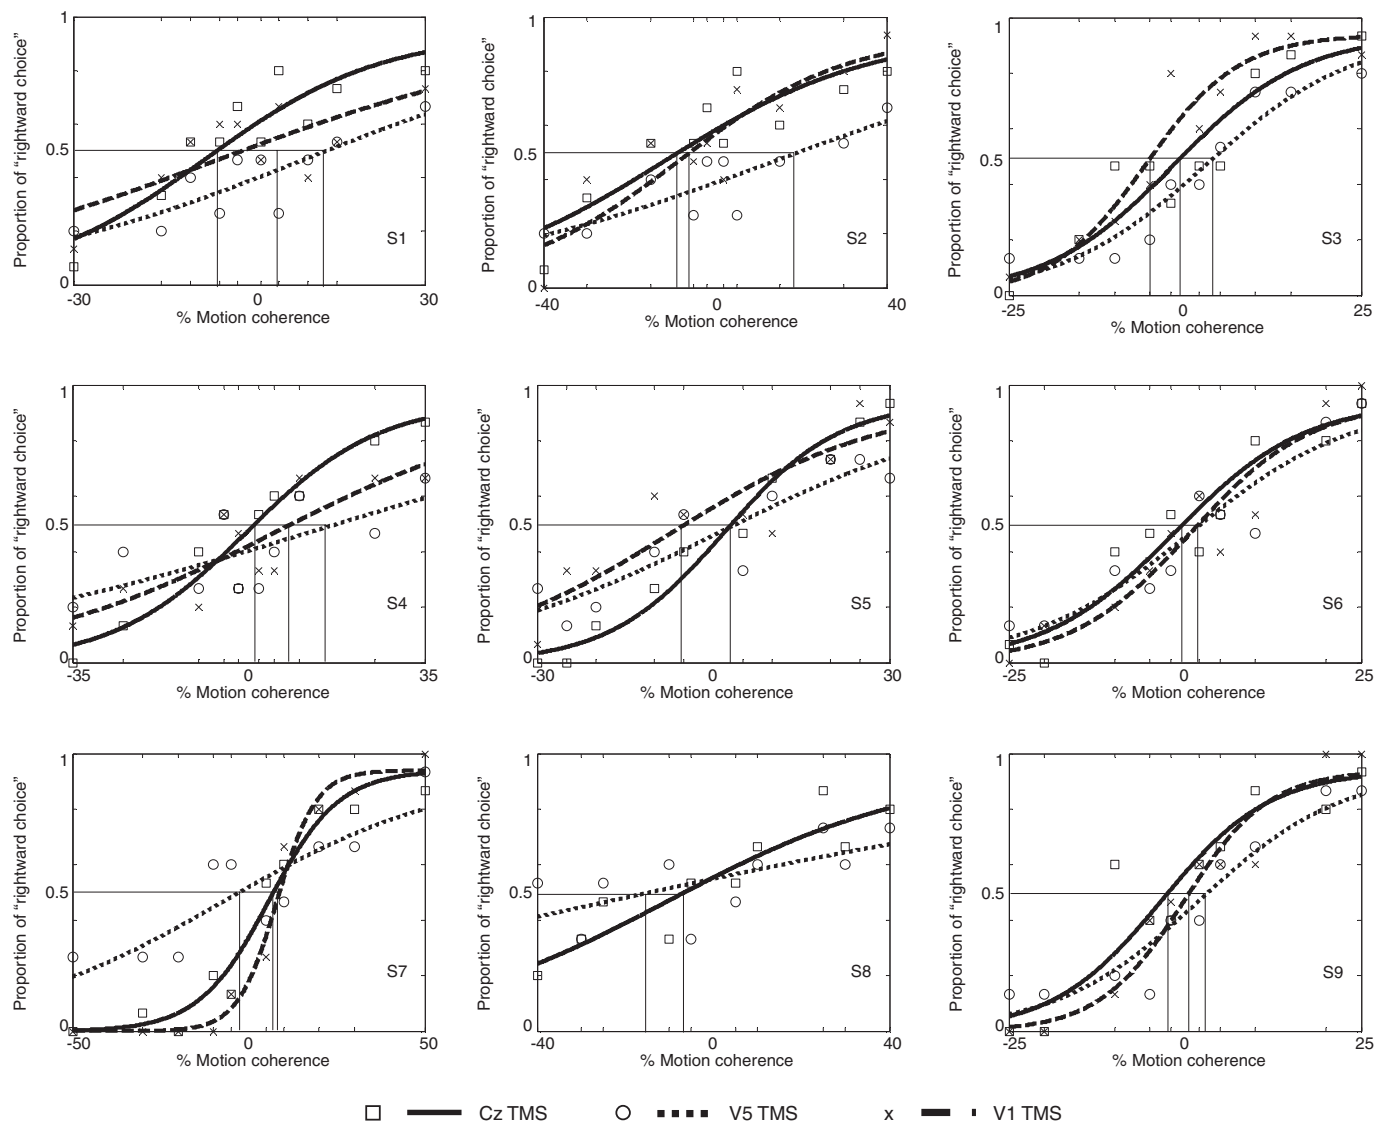 1
0.5
0
-30
0
30
% Motion coherence
Proportion of “rightward choice”
S1
1
0.5
0
-40
0
40
% Motion coherence
Proportion of “rightward choice”
S2
1
0.5
0
-25
0
25
% Motion coherence
Proportion of “rightward choice”
S3
1
0.5
0
-35
0
35
% Motion coherence
Proportion of “rightward choice”
S4
1
0.5
0
-30
0
30
% Motion coherence
Proportion of “rightward choice”
S5
1
0.5
0
-25
0
25
% Motion coherence
Proportion of “rightward choice”
S6
1
0.5
0
-50
0
50
% Motion coherence
Proportion of “rightward choice”
S7
1
0.5
0
-40
0
40
% Motion coherence
Proportion of “rightward choice”
S8
1
0.5
0
-25
0
25
% Motion coherence
Proportion of “rightward choice”
S9
Cz TMS
V5 TMS
x V1 TMS